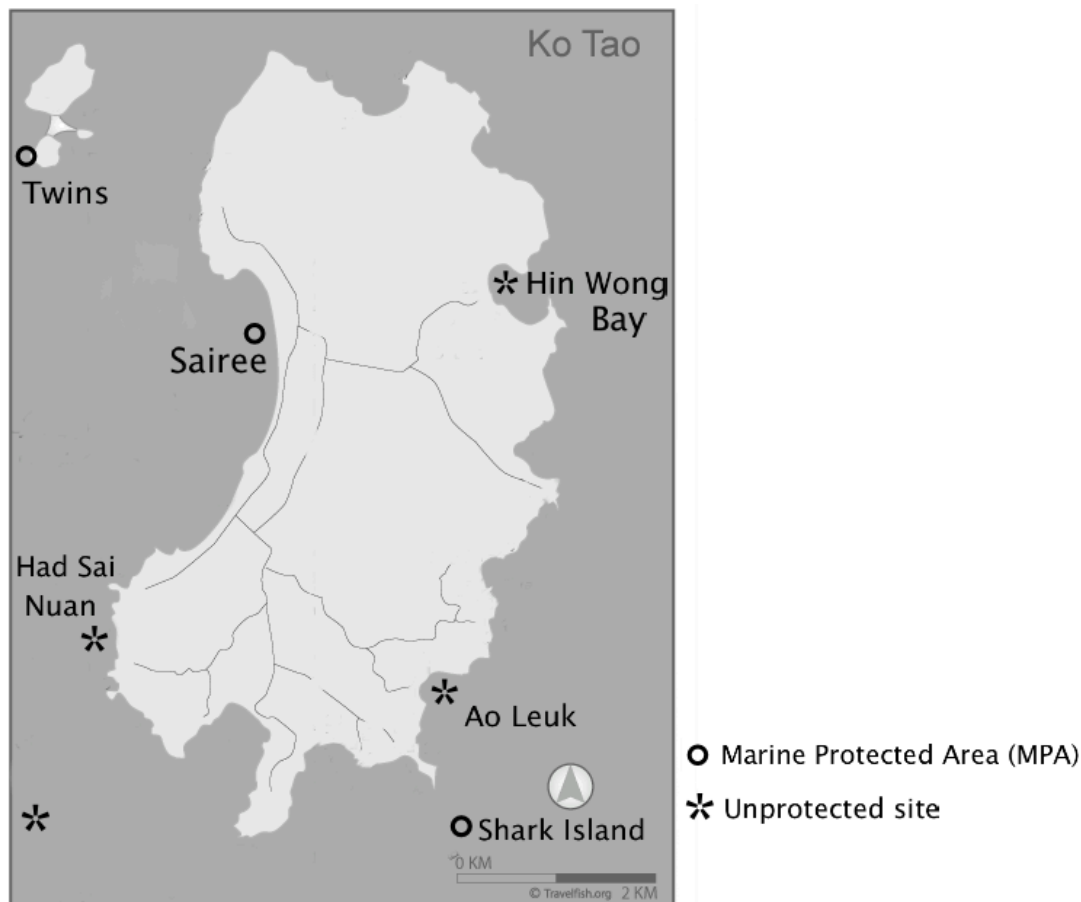 Ko Tao
Twins
Hin Wong
Bay
Sairee
Had Sai
Nuan
Ao Leuk
Marine Protected Area (MPA)
Unprotected site
Shark Island
0 KM
© Travelfish.org 2 KM